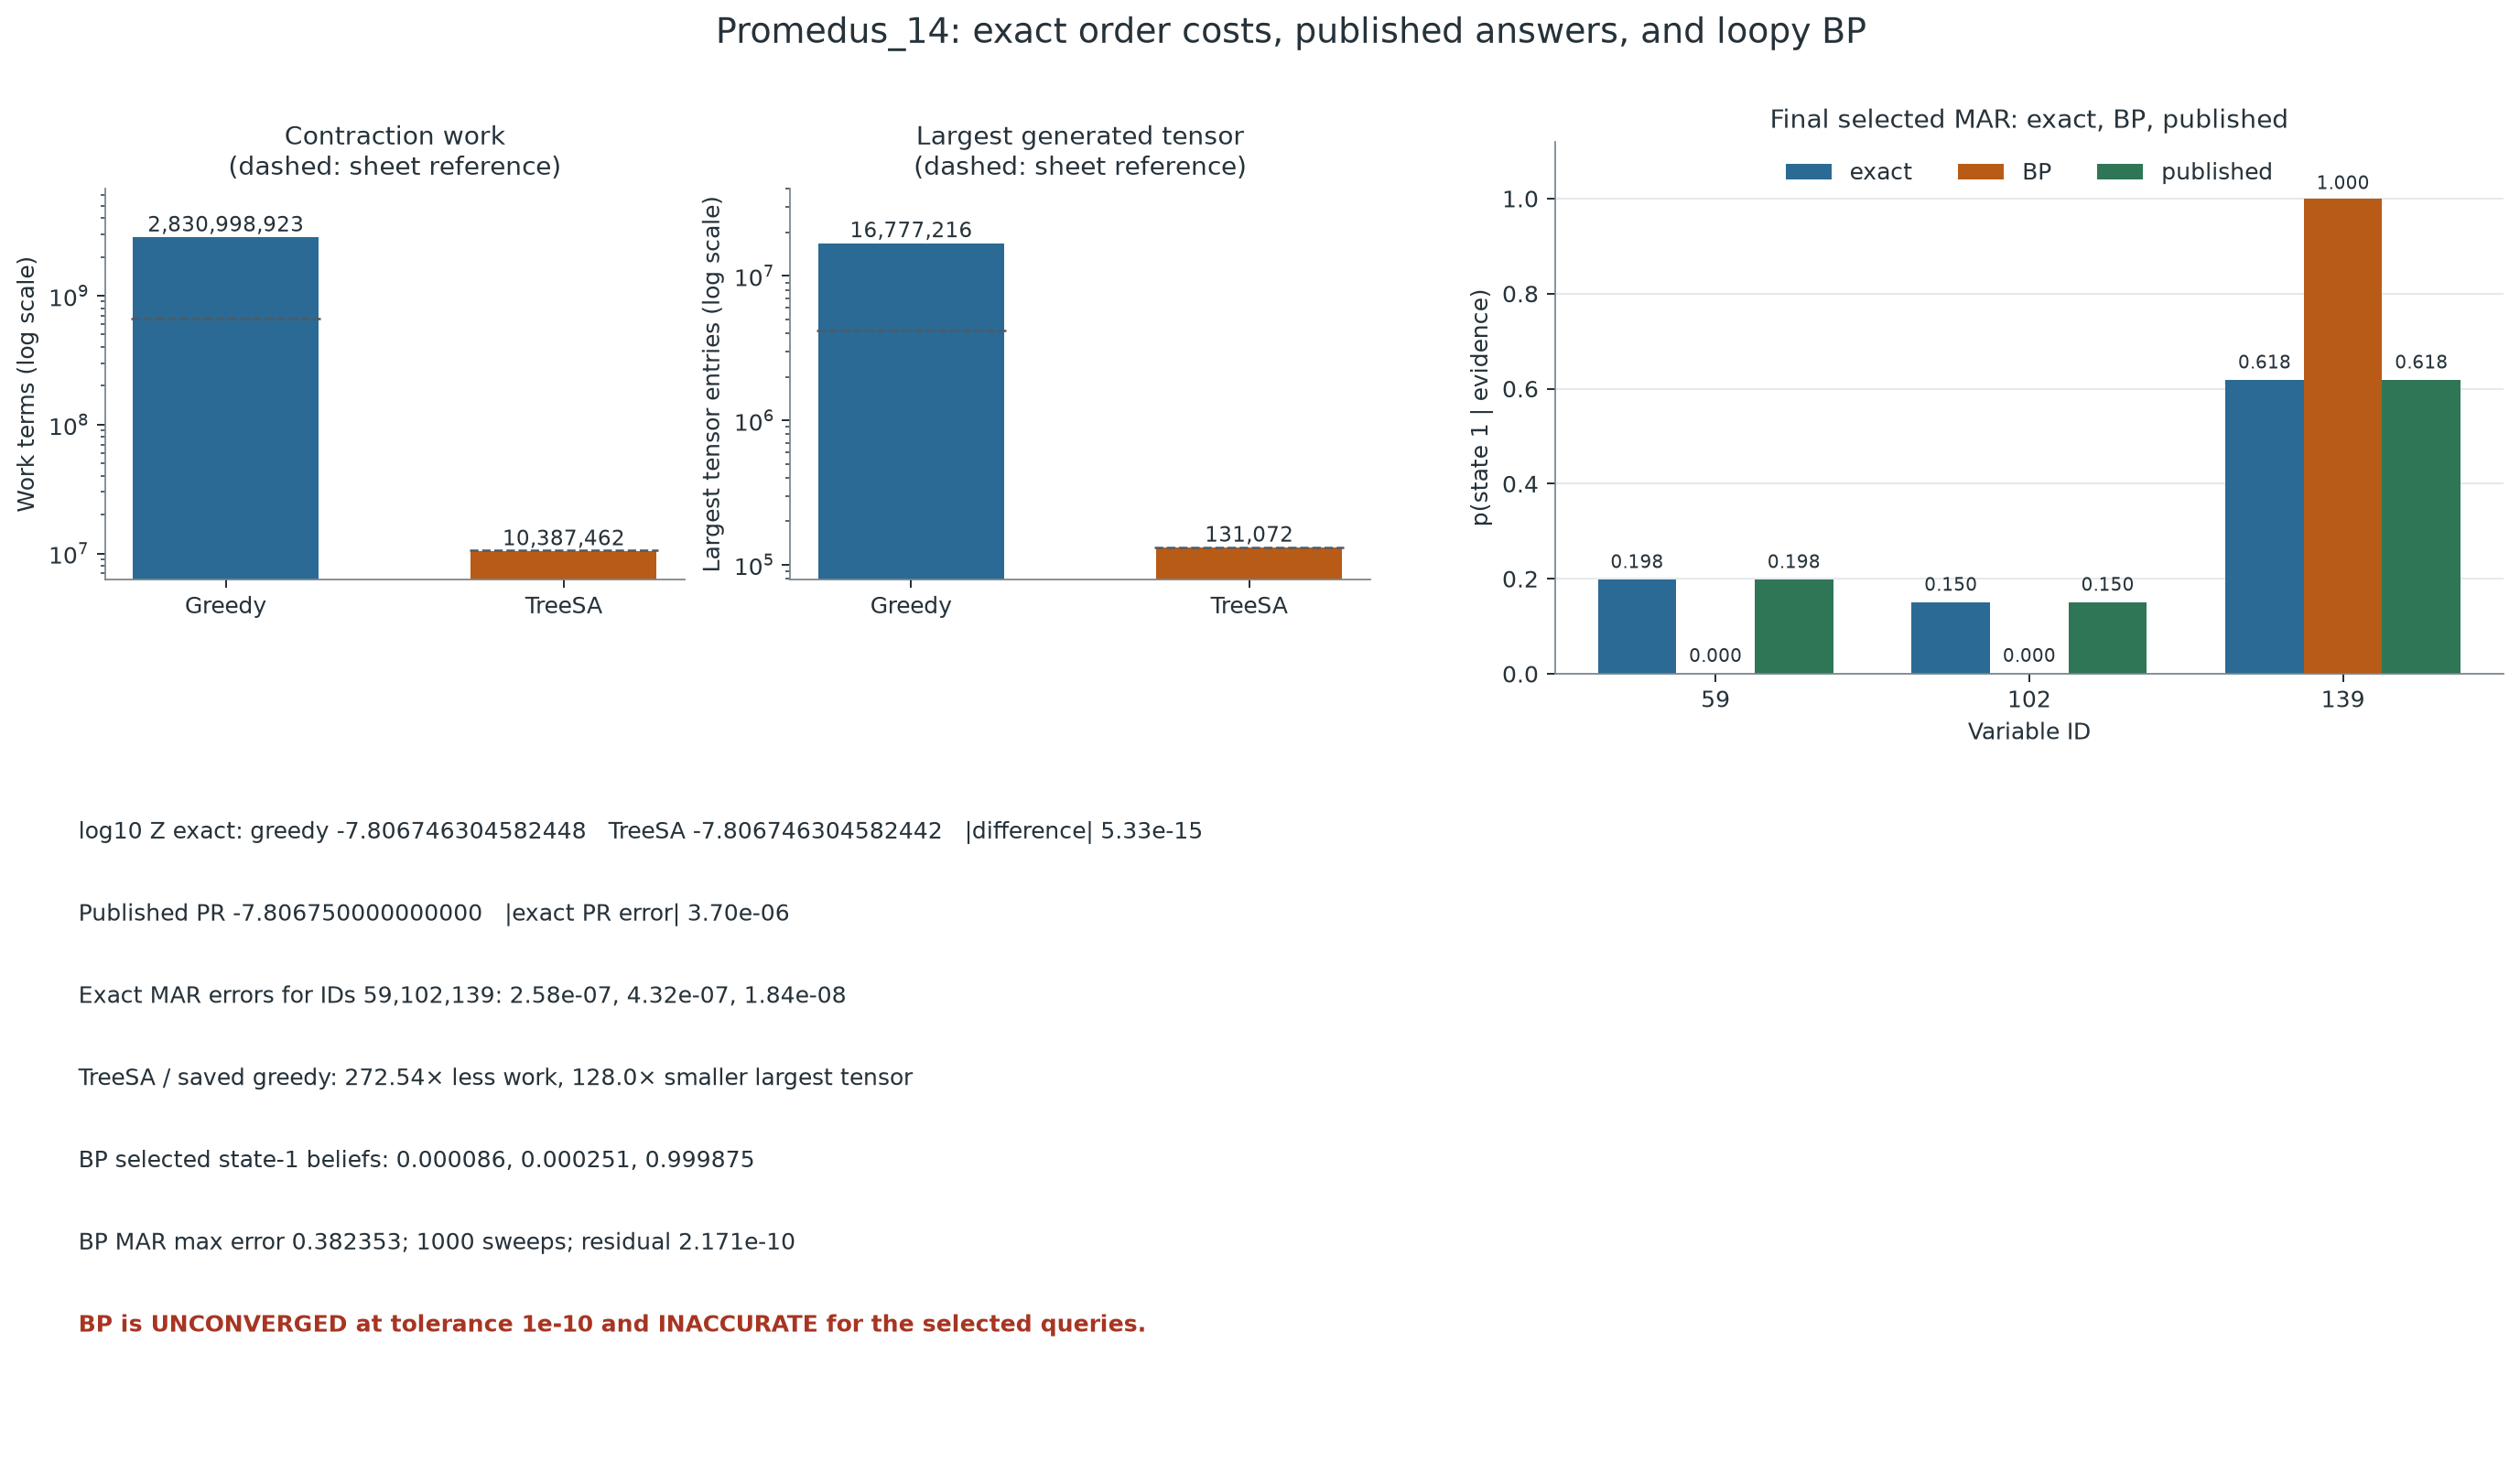 Promedus_14: exact order costs, published answers, and loopy BP
Contraction work
(dashed: sheet reference)
Work terms (log scale)
10⁹
10⁸
10⁷
2,830,998,923
10,387,462
Greedy
TreeSA
Largest generated tensor
(dashed: sheet reference)
Largest tensor entries (log scale)
10⁷
10⁶
10⁵
16,777,216
131,072
Greedy
TreeSA
Final selected MAR: exact, BP, published
exact
BP
published
p(state 1 | evidence)
1.0
0.8
0.6
0.4
0.2
0.0
0.198
0.000
0.198
0.150
0.000
0.150
0.618
1.000
0.618
59
102
139
Variable ID
log10 Z exact: greedy -7.806746304582448 TreeSA -7.806746304582442 |difference| 5.33e-15
Published PR -7.806750000000000 |exact PR error| 3.70e-06
Exact MAR errors for IDs 59,102,139: 2.58e-07, 4.32e-07, 1.84e-08
TreeSA / saved greedy: 272.54× less work, 128.0× smaller largest tensor
BP selected state-1 beliefs: 0.000086, 0.000251, 0.999875
BP MAR max error 0.382353; 1000 sweeps; residual 2.171e-10
BP is UNCONVERGED at tolerance 1e-10 and INACCURATE for the selected queries.